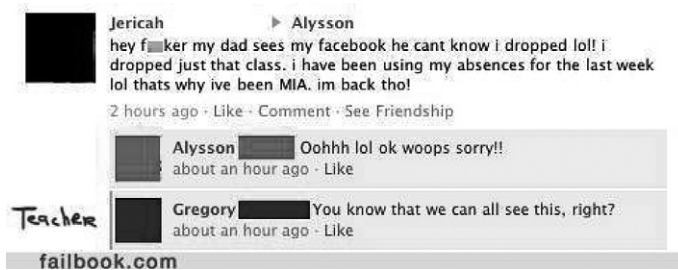 Jericah ▶ Alysson
hey f ker my dad sees my facebook he cant know i dropped lol! i
dropped just that class. i have been using my absences for the last week
lol thats why ive been MIA. im back tho!
2 hours ago · Like · Comment · See Friendship
Alysson Oohhh lol ok woops sorry!!
about an hour ago · Like
Teacher
Gregory You know that we can all see this, right?
about an hour ago · Like
failbook.com